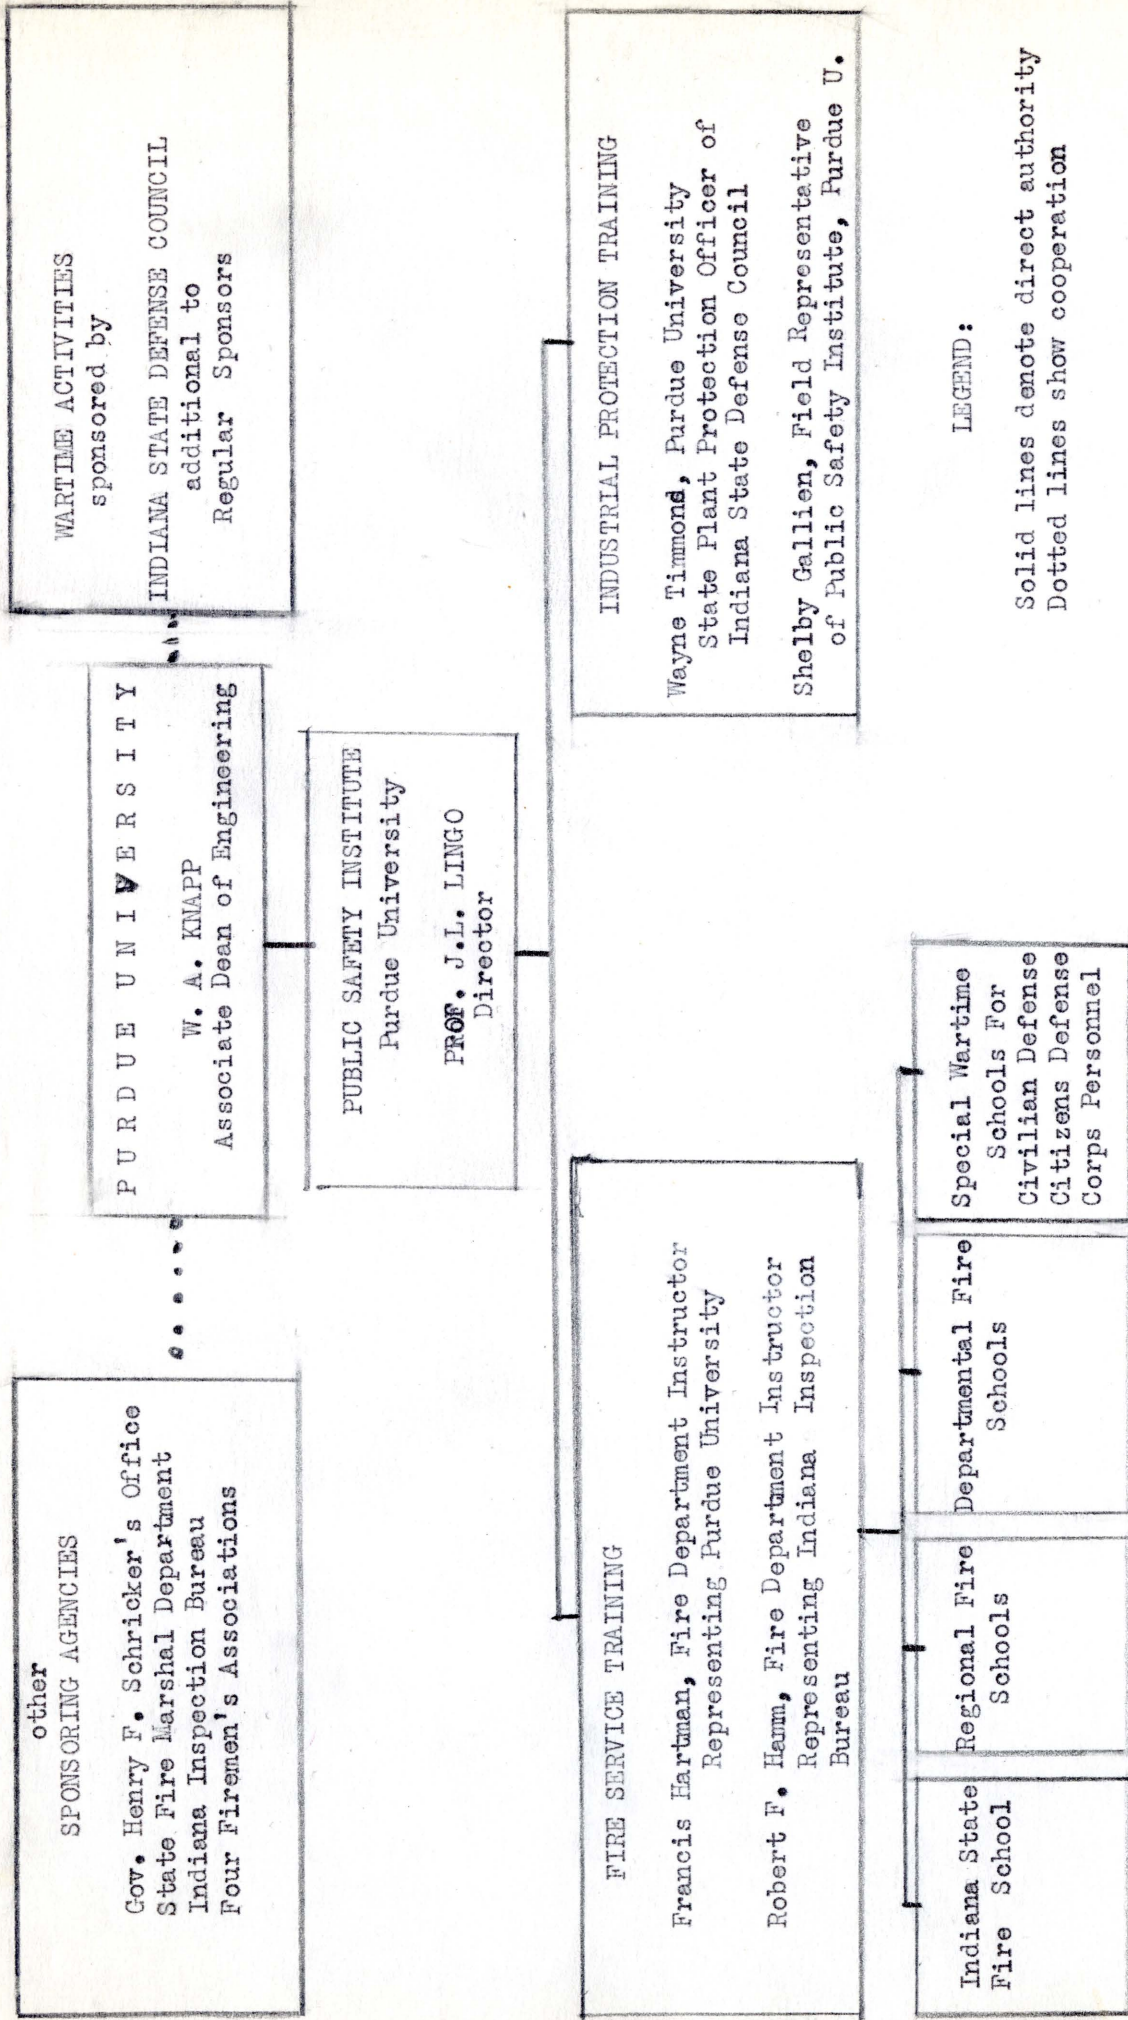 other
SPONSORING AGENCIES
Gov. Henry F. Schricker's Office
State Fire Marshal Department
Indiana Inspection Bureau
Four Firemen's Associations
PURDUE UNIVERSITY
W. A. KNAPP
Associate Dean of Engineering
WARTIME ACTIVITIES
sponsored by
INDIANA STATE DEFENSE COUNCIL
additional to
Regular Sponsors
PUBLIC SAFETY INSTITUTE
Purdue University
PROF. J.L. LINGO
Director
FIRE SERVICE TRAINING
Francis Hartman, Fire Department Instructor
Representing Purdue University
Robert F. Hamm, Fire Department Instructor
Representing Indiana Inspection
Bureau
INDUSTRIAL PROTECTION TRAINING
Wayne Timmond, Purdue University
State Plant Protection Officer of
Indiana State Defense Council
Shelby Gallien, Field Representative
of Public Safety Institute, Purdue U.
Indiana State
Fire School
Regional Fire
Schools
Departmental Fire
Schools
Special Wartime
Schools For
Civilian Defense
Citizens Defense
Corps Personnel
LEGEND:
Solid lines denote direct authority
Dotted lines show cooperation